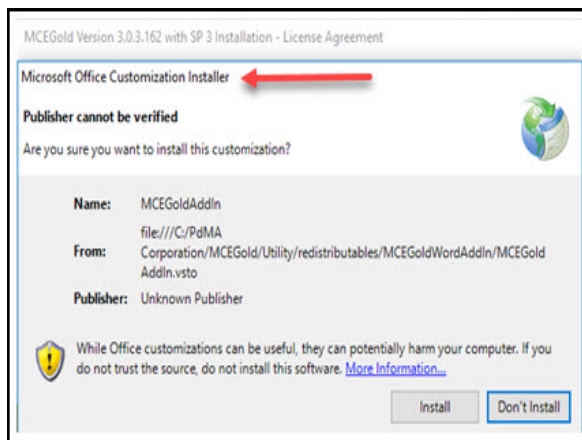 MCEGold Version 3.0.3.162 with SP 3 Installation - License Agreement
Microsoft Office Customization Installer
Publisher cannot be verified
Are you sure you want to install this customization?
Name: MCEGoldAddIn
file:///C:/PdMA
From: Corporation/MCEGold/Utility/redistributables/MCEGoldWordAddIn/MCEGold
AddIn.vsto
Publisher: Unknown Publisher
While Office customizations can be useful, they can potentially harm your computer. If you
do not trust the source, do not install this software. More Information...
Install Don't Install